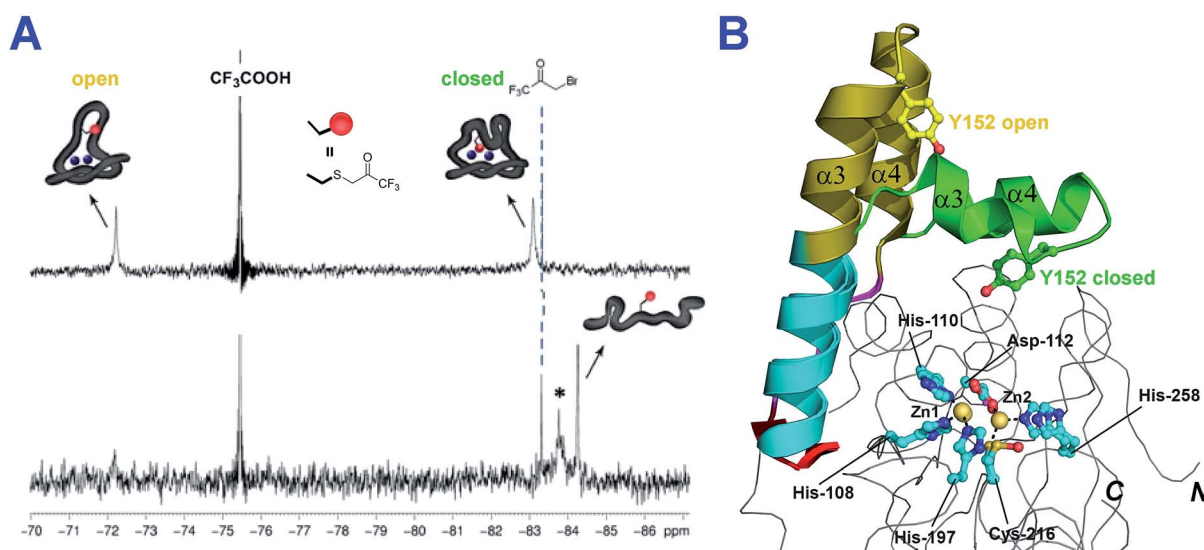 A
open
CF3COOH
closed
O
F3C
Br
II
O
S
CF3
*
-70 -71 -72 -73 -74 -75 -76 -77 -78 -79 -80 -81 -82 -83 -84 -85 -86 ppm
B
Y152 open
α3 α4
α3 α4
Y152 closed
His-110
Asp-112
Zn1
Zn2
His-258
His-108
His-197
Cys-216
C
N